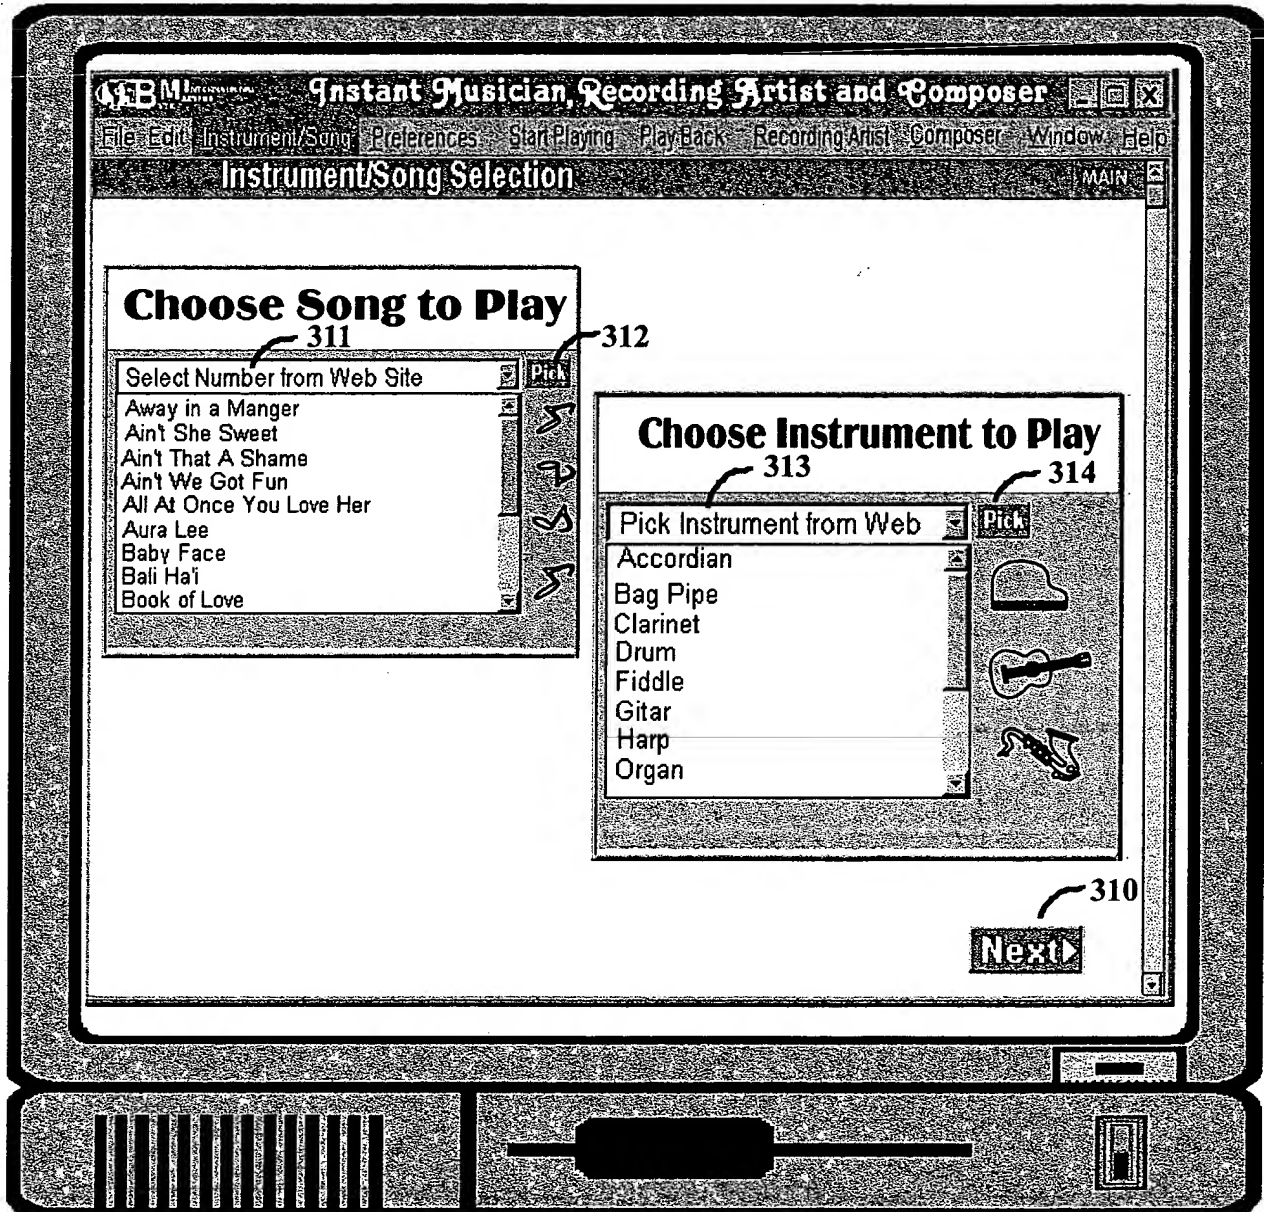 Instant Musician, Recording Artist and Composer
File Edit Instrument/Song Preferences Start Playing Play Back Recording Artist Composer Window Help
Instrument/Song Selection MAIN
Choose Song to Play
311
312
Select Number from Web Site Pick
Away in a Manger
Ain't She Sweet
Ain't That A Shame
Ain't We Got Fun
All At Once You Love Her
Aura Lee
Baby Face
Bali Ha'i
Book of Love
Choose Instrument to Play
313
314
Pick Instrument from Web Pick
Accordian
Bag Pipe
Clarinet
Drum
Fiddle
Gitar
Harp
Organ
310
Next